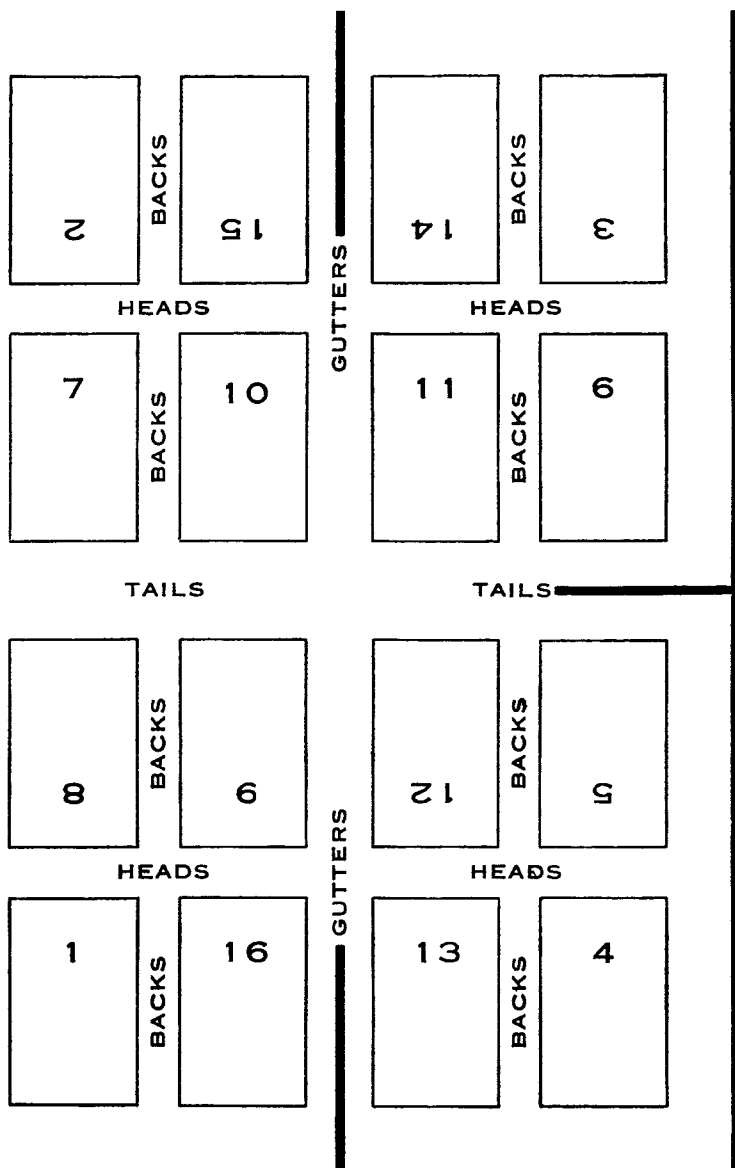 2 BACKS 15 14 BACKS 3
HEADS GUTTERS HEADS
7 BACKS 10 11 BACKS 6
TAILS TAILS
8 BACKS 9 12 BACKS 5
HEADS GUTTERS HEADS
1 BACKS 16 13 BACKS 4